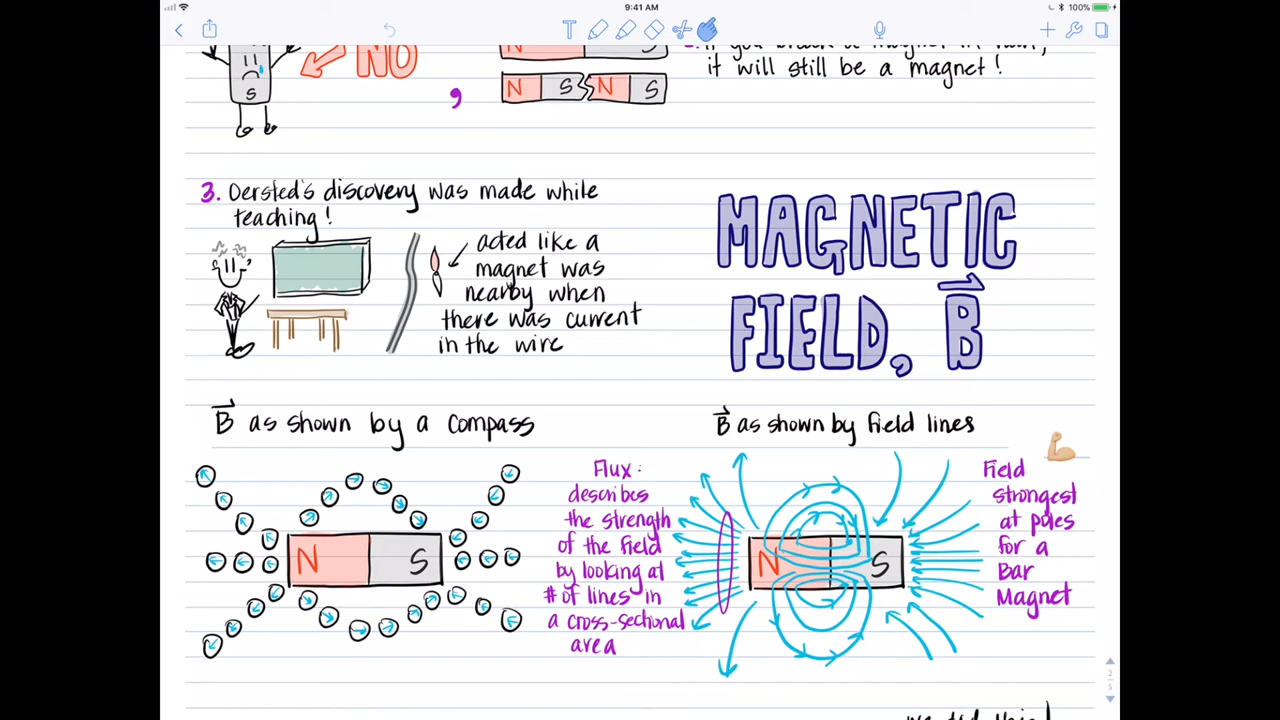 9:41 AM
100%
T
S
NO
,
N S
N S N S
it will still be a magnet!
3. Oersted's discovery was made while
teaching!
acted like a
magnet was
nearby when
there was current
in the wire
MAGNETIC
FIELD, B
B as shown by a compass
N S
Flux:
describes
the strength
of the field
by looking at
# of lines in
a cross-sectional
area
B as shown by field lines
N S
Field
strongest
at poles
for a
Bar
Magnet
2
5